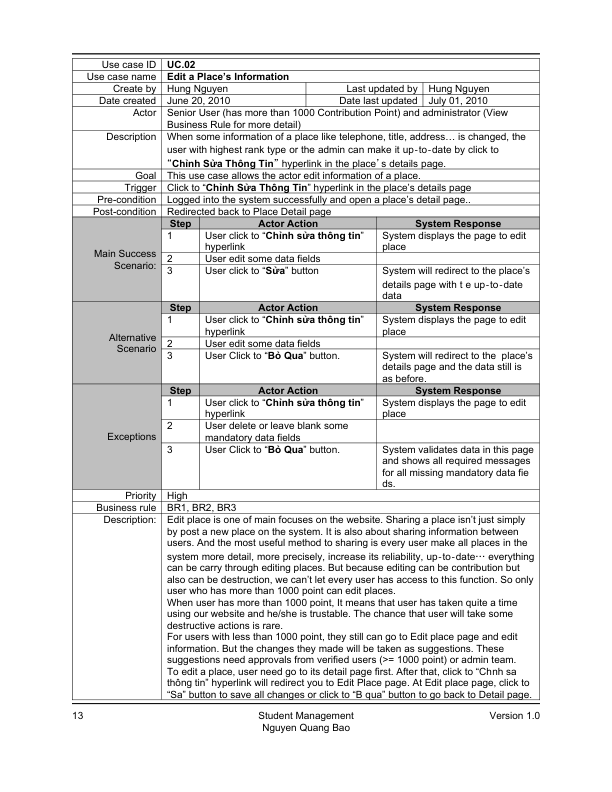 Use case ID UC.02
Use case name Edit a Place's Information
Create by Hung Nguyen Last updated by Hung Nguyen
Date created June 20, 2010 Date last updated July 01, 2010
Actor Senior User (has more than 1000 Contribution Point) and administrator (View
Business Rule for more detail)
Description When some information of a place like telephone, title, address… is changed, the
user with highest rank type or the admin can make it up-to-date by click to
"Chỉnh Sửa Thông Tin" hyperlink in the place's details page.
Goal This use case allows the actor edit information of a place.
Trigger Click to "Chỉnh Sửa Thông Tin" hyperlink in the place's details page
Pre-condition Logged into the system successfully and open a place's detail page..
Post-condition Redirected back to Place Detail page
Main Success
Scenario:
Step Actor Action System Response
1 User click to "Chỉnh sửa thông tin" System displays the page to edit
hyperlink place
2 User edit some data fields
3 User click to "Sửa" button System will redirect to the place's
details page with t e up-to-date
data
Alternative
Scenario
Step Actor Action System Response
1 User click to "Chỉnh sửa thông tin" System displays the page to edit
hyperlink place
2 User edit some data fields
3 User Click to "Bỏ Qua" button. System will redirect to the place's
details page and the data still is
as before.
Exceptions
Step Actor Action System Response
1 User click to "Chỉnh sửa thông tin" System displays the page to edit
hyperlink place
2 User delete or leave blank some
mandatory data fields
3 User Click to "Bỏ Qua" button. System validates data in this page
and shows all required messages
for all missing mandatory data fie
ds.
Priority High
Business rule BR1, BR2, BR3
Description: Edit place is one of main focuses on the website. Sharing a place isn't just simply
by post a new place on the system. It is also about sharing information between
users. And the most useful method to sharing is every user make all places in the
system more detail, more precisely, increase its reliability, up-to-date… everything
can be carry through editing places. But because editing can be contribution but
also can be destruction, we can't let every user has access to this function. So only
user who has more than 1000 point can edit places.
When user has more than 1000 point, It means that user has taken quite a time
using our website and he/she is trustable. The chance that user will take some
destructive actions is rare.
For users with less than 1000 point, they still can go to Edit place page and edit
information. But the changes they made will be taken as suggestions. These
suggestions need approvals from verified users (>= 1000 point) or admin team.
To edit a place, user need go to its detail page first. After that, click to "Chnh sa
thông tin" hyperlink will redirect you to Edit Place page. At Edit place page, click to
"Sa" button to save all changes or click to "B qua" button to go back to Detail page.
13 Student Management Version 1.0
Nguyen Quang Bao